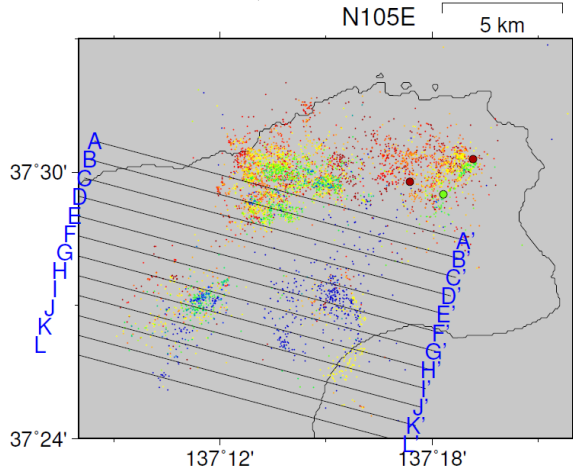 N105E
5 km
A
B
C
D
E
F
G
H
I
J
K
L
A'
B'
C'
D'
E'
F'
G'
H'
I'
J'
K'
L'
37°30'
37°24'
137°12'
137°18'